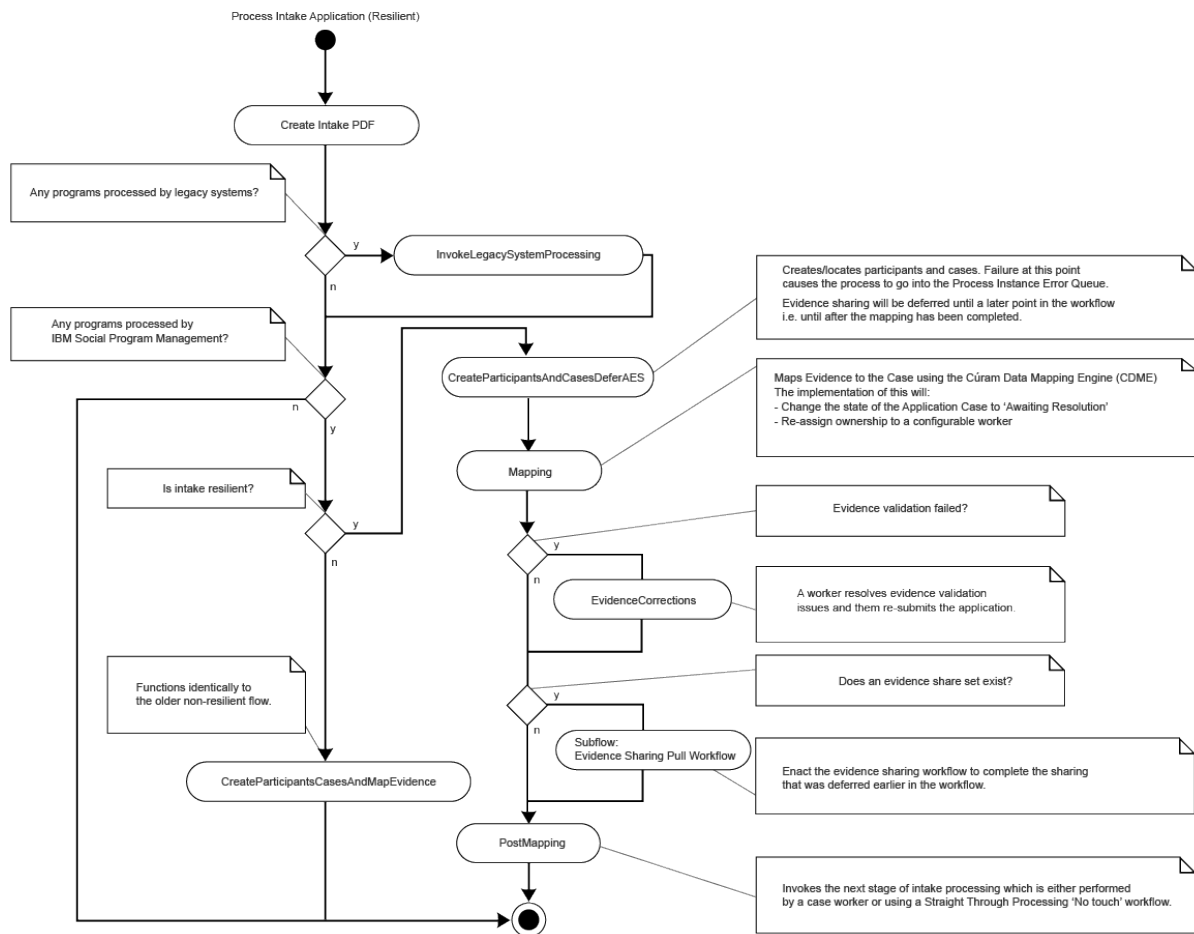 Process Intake Application (Resilient)
Create Intake PDF
Any programs processed by legacy systems?
y
InvokeLegacySystemProcessing
n
Creates/locates participants and cases. Failure at this point
causes the process to go into the Process Instance Error Queue.
Evidence sharing will be deferred until a later point in the workflow
i.e. until after the mapping has been completed.
Any programs processed by
IBM Social Program Management?
CreateParticipantsAndCasesDeferAES
n
y
Maps Evidence to the Case using the Cúram Data Mapping Engine (CDME)
The implementation of this will:
- Change the state of the Application Case to ‘Awaiting Resolution’
- Re-assign ownership to a configurable worker
Mapping
Is intake resilient?
y
n
Evidence validation failed?
y
n
EvidenceCorrections
A worker resolves evidence validation
issues and them re-submits the application.
Does an evidence share set exist?
y
n
Functions identically to
the older non-resilient flow.
Subflow:
Evidence Sharing Pull Workflow
Enact the evidence sharing workflow to complete the sharing
that was deferred earlier in the workflow.
CreateParticipantsCasesAndMapEvidence
PostMapping
Invokes the next stage of intake processing which is either performed
by a case worker or using a Straight Through Processing ‘No touch’ workflow.